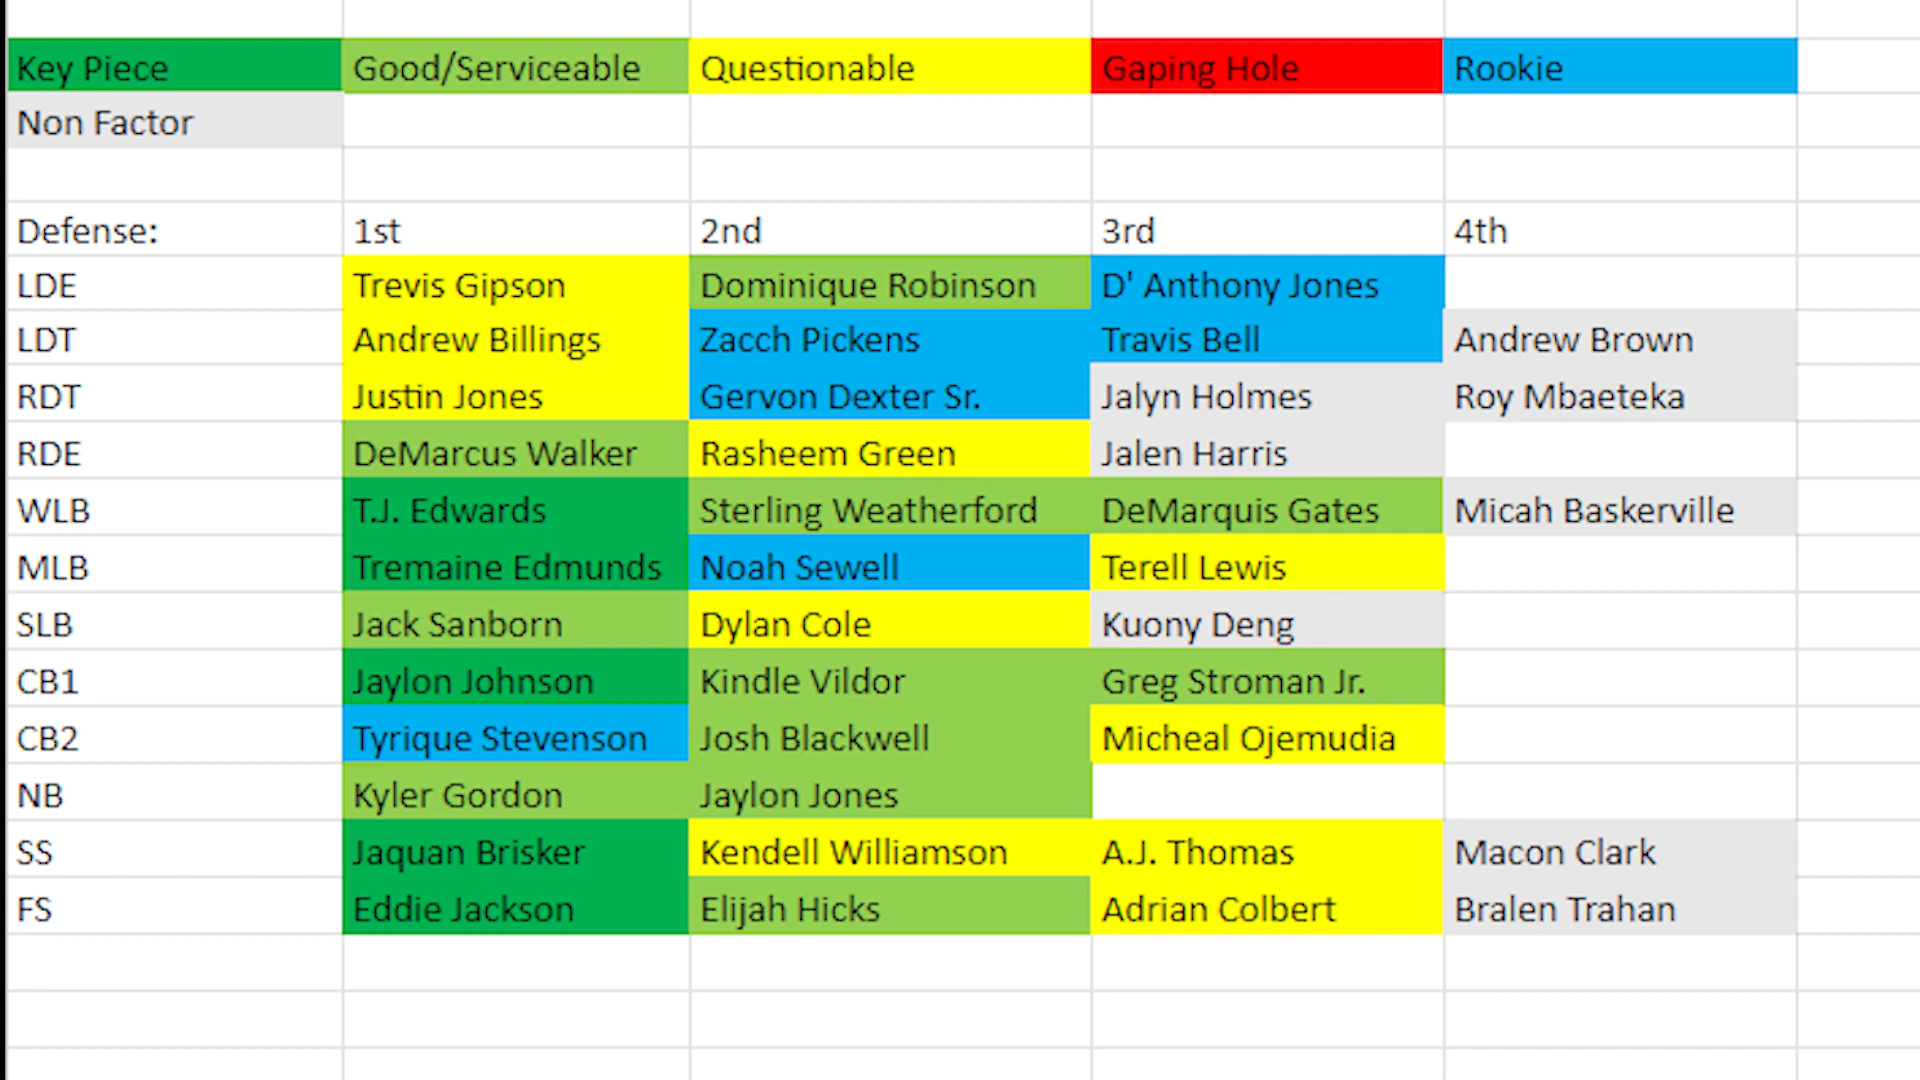 Key Piece Good/Serviceable Questionable Gaping Hole Rookie
Non Factor
Defense: 1st 2nd 3rd 4th
LDE Trevis Gipson Dominique Robinson D' Anthony Jones
LDT Andrew Billings Zacch Pickens Travis Bell Andrew Brown
RDT Justin Jones Gervon Dexter Sr. Jalyn Holmes Roy Mbaeteka
RDE DeMarcus Walker Rasheem Green Jalen Harris
WLB T.J. Edwards Sterling Weatherford DeMarquis Gates Micah Baskerville
MLB Tremaine Edmunds Noah Sewell Terell Lewis
SLB Jack Sanborn Dylan Cole Kuony Deng
CB1 Jaylon Johnson Kindle Vildor Greg Stroman Jr.
CB2 Tyrique Stevenson Josh Blackwell Micheal Ojemudia
NB Kyler Gordon Jaylon Jones
SS Jaquan Brisker Kendell Williamson A.J. Thomas Macon Clark
FS Eddie Jackson Elijah Hicks Adrian Colbert Bralen Trahan